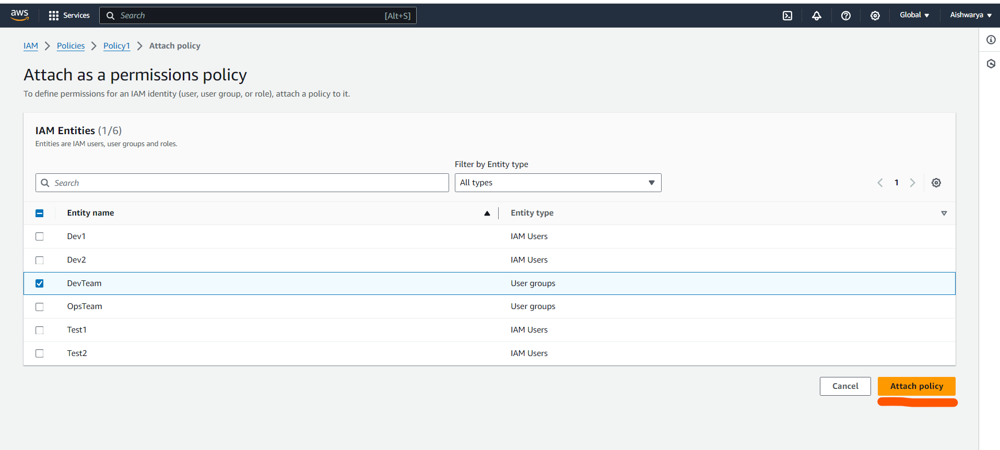 aws Services Search [Alt+S] Global Aishwarya
IAM Policies Policy1 Attach policy
Attach as a permissions policy
To define permissions for an IAM identity (user, user group, or role), attach a policy to it.
IAM Entities (1/6)
Entities are IAM users, user groups and roles.
Filter by Entity type
Search All types 1
Entity name Entity type
Dev1 IAM Users
Dev2 IAM Users
DevTeam User groups
OpsTeam User groups
Test1 IAM Users
Test2 IAM Users
Cancel Attach policy